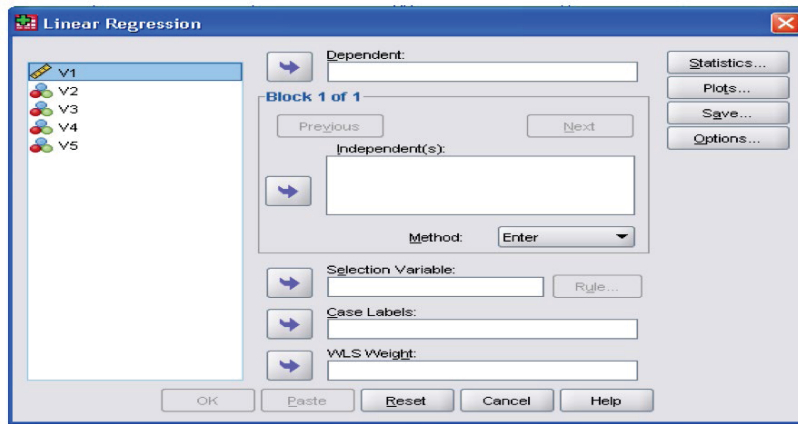 Linear Regression
V1
V2
V3
V4
V5
Dependent:
Block 1 of 1
Previous
Next
Independent(s):
Method: Enter
Selection Variable:
Rule...
Case Labels:
WLS Weight:
Statistics...
Plots...
Save...
Options...
OK Paste Reset Cancel Help